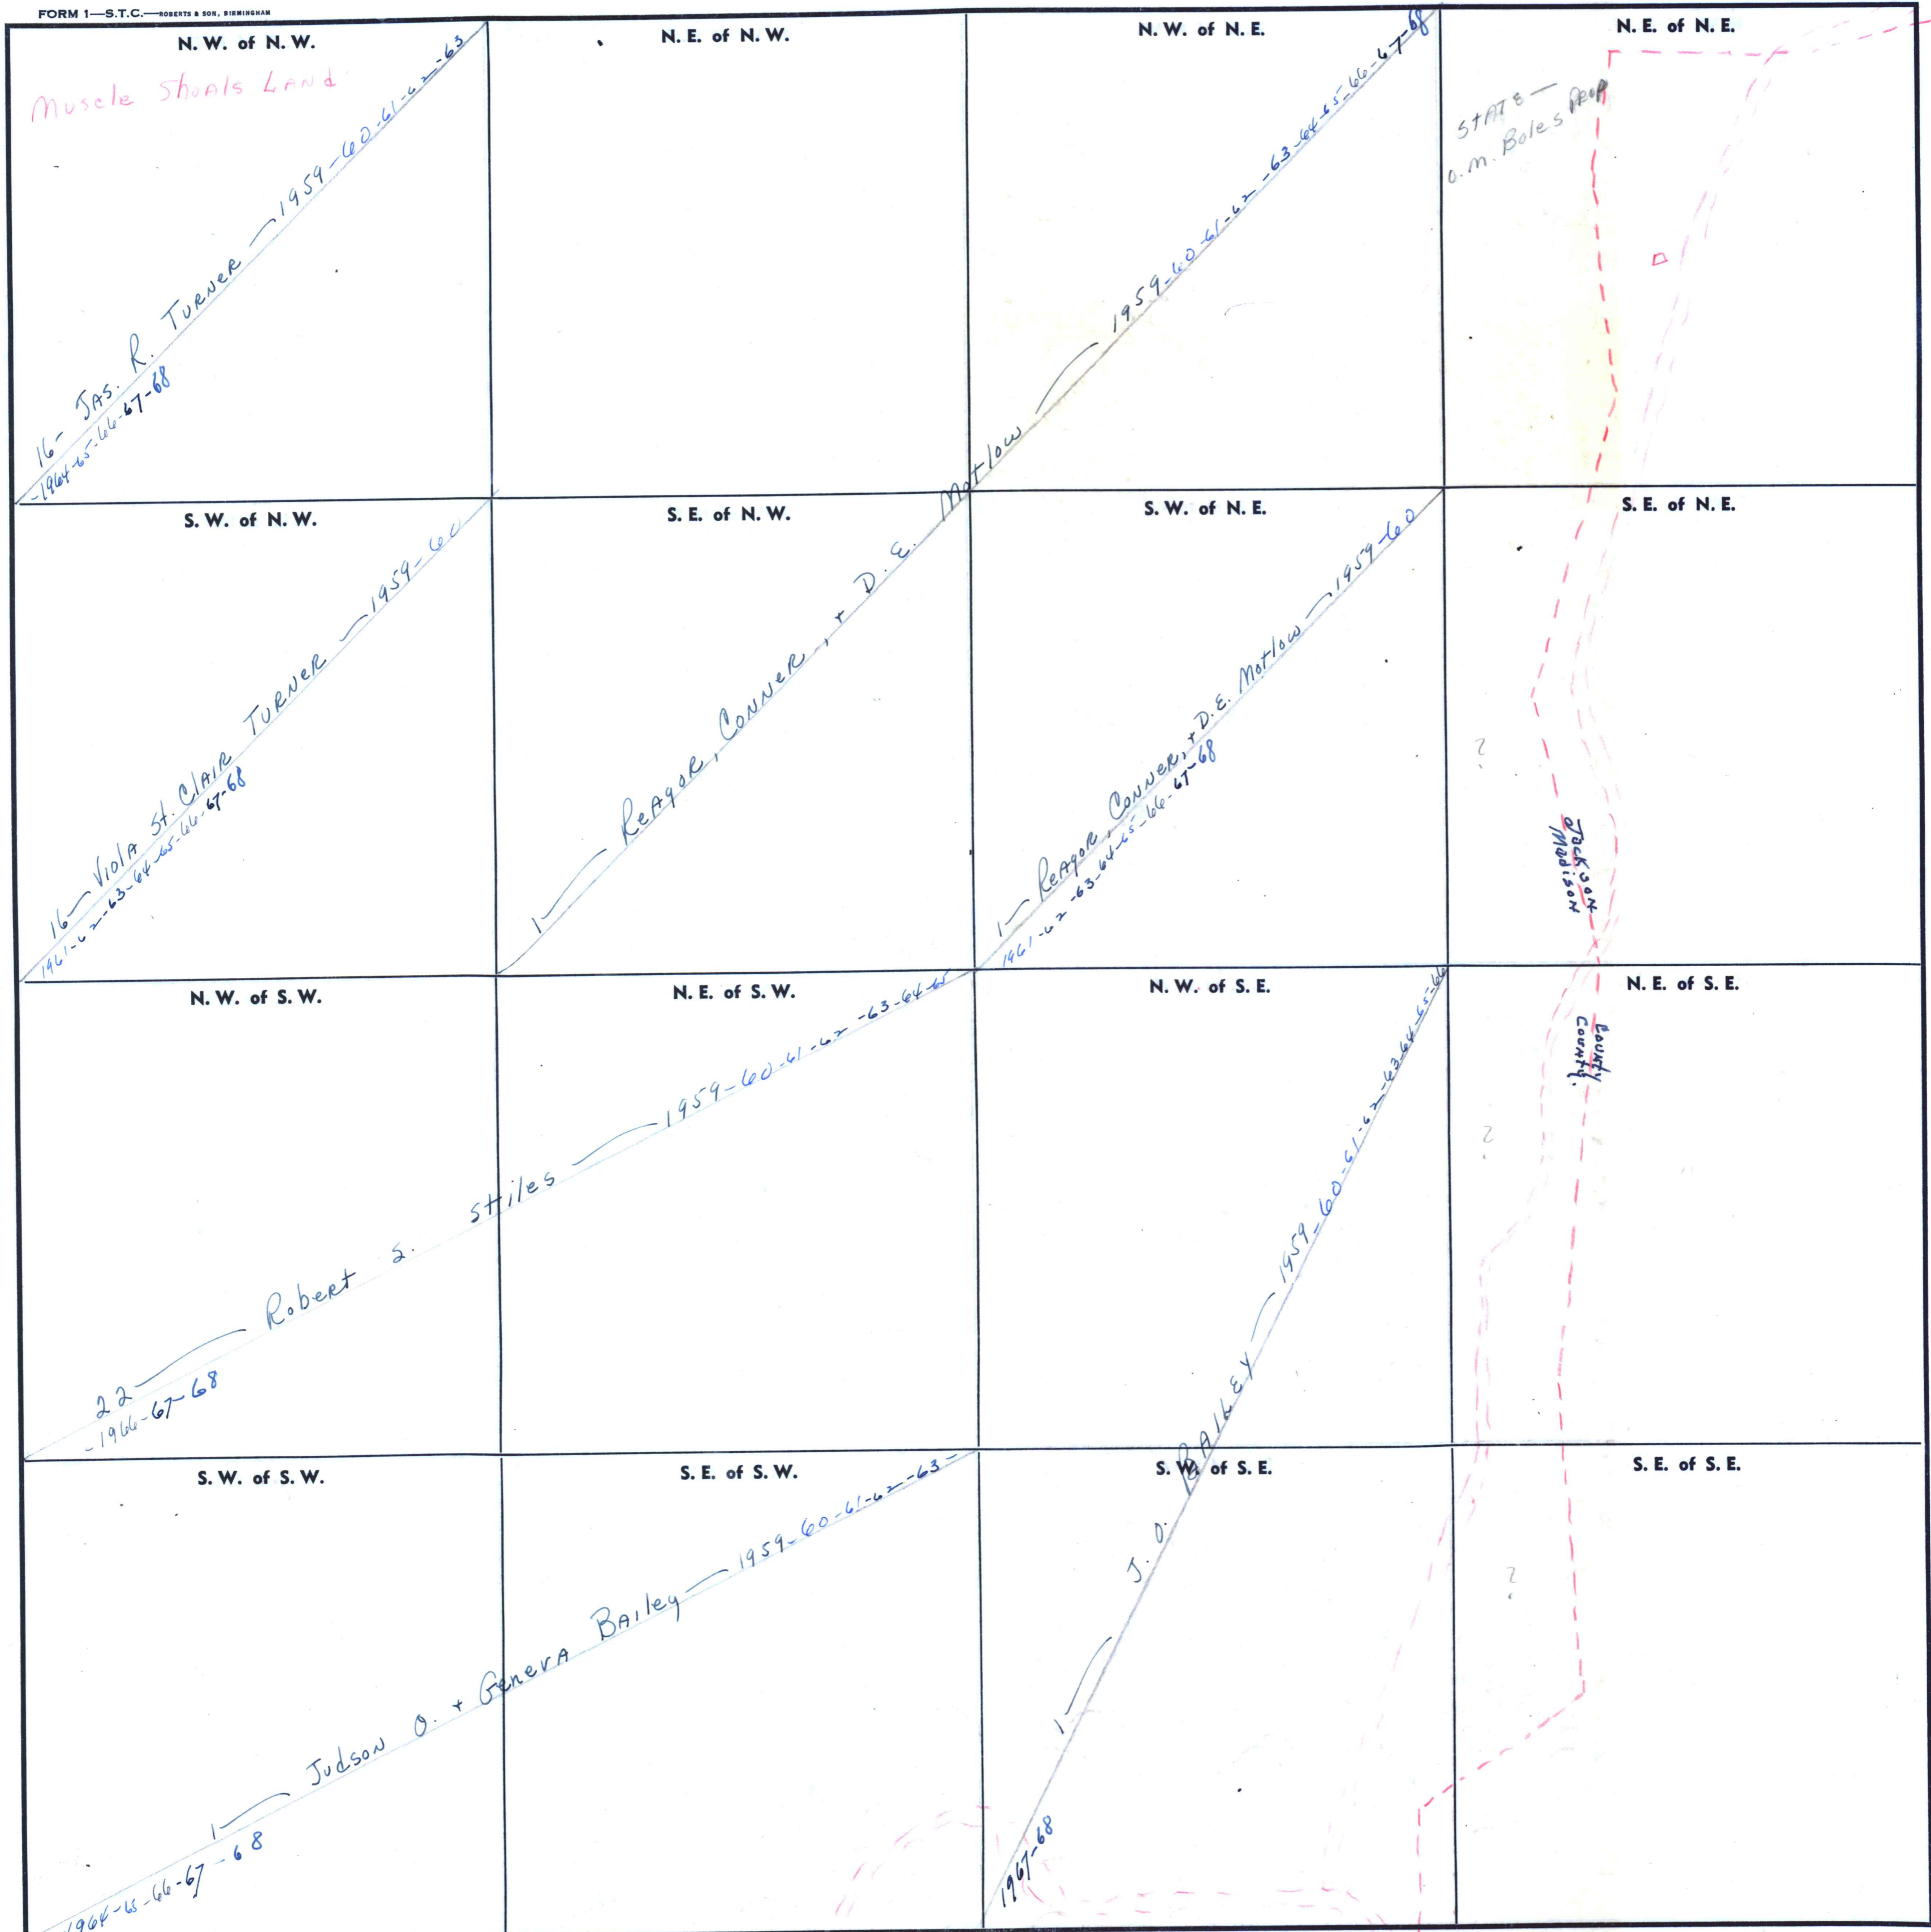 FORM 1—S.T.C.—ROBERTS & SON, BIRMINGHAM
N. W. of N. W.
N. E. of N. W.
N. W. of N. E.
N. E. of N. E.
Muscle Shoals Land
16- Jas. R. Turner 1959-60-61-62-63
-1964-65-66-67-68
State —
O. M. Boles Prop
S. W. of N. W.
S. E. of N. W.
S. W. of N. E.
S. E. of N. E.
16 Viola St. Clair Turner 1959-60
1961-62-63-64-65-66-67-68
1 Reagor, Conner, + D. E. Motlow 1959-60-61-62-63-64-65-66-67-68
1 Reagor, Conner, + D.E. Motlow 1959-60
1961-62-63-64-65-66-67-68
?
Jackson County
Madison County.
N. W. of S. W.
N. E. of S. W.
N. W. of S. E.
N. E. of S. E.
22 Robert S. Stiles 1959-60-61-62-63-64-65
-1966-67-68
?
S. W. of S. W.
S. E. of S. W.
S. W. of S. E.
S. E. of S. E.
1 Judson O. + Geneva Bailey 1959-60-61-62-63-
1964-65-66-67-68
1 J. O. Bailey 1959-60-61-62-63-64-65-66
1967-68
?